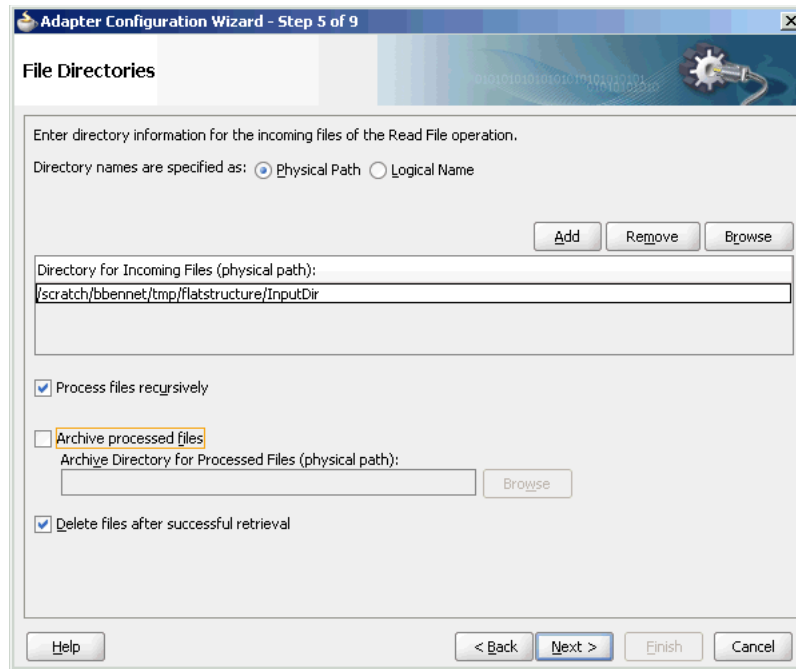 Adapter Configuration Wizard - Step 5 of 9
File Directories
Enter directory information for the incoming files of the Read File operation.
Directory names are specified as: Physical Path Logical Name
Add Remove Browse
Directory for Incoming Files (physical path):
/scratch/bbennet/tmp/flatstructure/InputDir
Process files recursively
Archive processed files
Archive Directory for Processed Files (physical path):
Browse
Delete files after successful retrieval
Help < Back Next > Finish Cancel